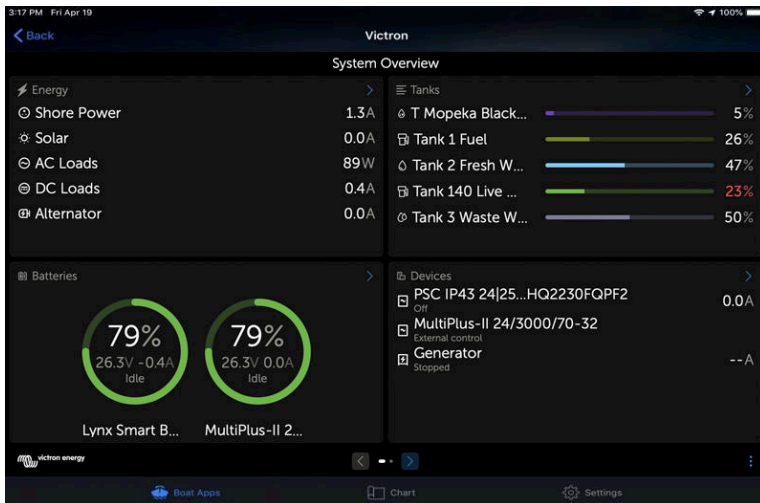 3:17 PM Fri Apr 19
100%
Back
Victron
System Overview
Energy
Shore Power 1.3A
Solar 0.0A
AC Loads 89W
DC Loads 0.4A
Alternator 0.0A
Tanks
T Mopeka Black... 5%
Tank 1 Fuel 26%
Tank 2 Fresh W... 47%
Tank 140 Live ... 23%
Tank 3 Waste W... 50%
Batteries
79%
26.3V -0.4A
Idle
Lynx Smart B...
79%
26.3V 0.0A
Idle
MultiPlus-II 2...
Devices
PSC IP43 24|25...HQ2230FQPF2 0.0A
Off
MultiPlus-II 24/3000/70-32
External control
Generator --A
Stopped
victron energy
Boat Apps
Chart
Settings